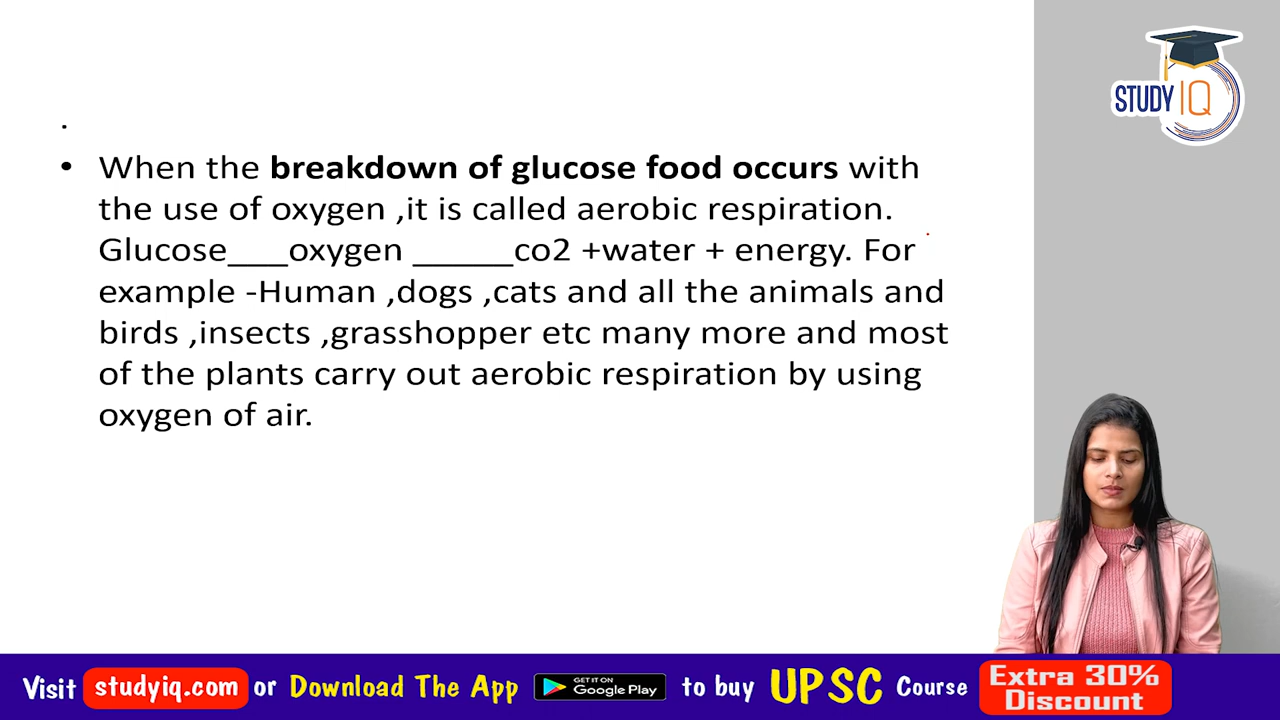 STUDY IQ
.
• When the breakdown of glucose food occurs with
the use of oxygen ,it is called aerobic respiration.
Glucose___oxygen _____co2 +water + energy. For
example -Human ,dogs ,cats and all the animals and
birds ,insects ,grasshopper etc many more and most
of the plants carry out aerobic respiration by using
oxygen of air.
Visit studyiq.com or Download The App GET IT ON Google Play to buy UPSC Course Extra 30% Discount